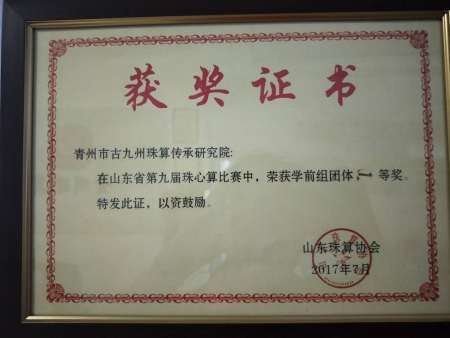 获奖证书
青州市古九州珠算传承研究院:
在山东省第九届珠心算比赛中,荣获学前组团体 等奖。
特发此证,以资鼓励。
山东珠算协会
2017年7月